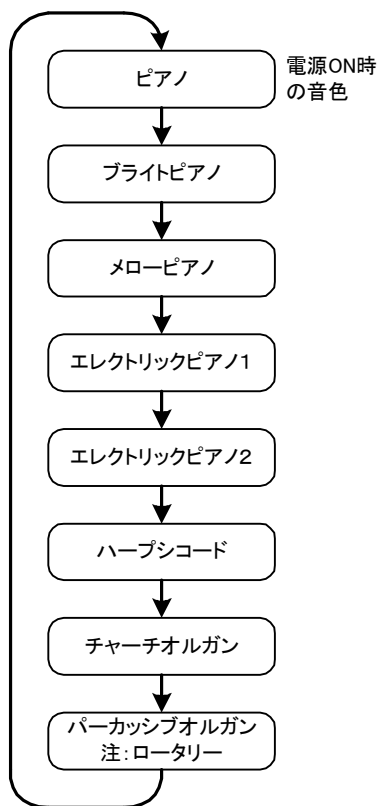 ピアノ
電源ON時
の音色
ブライトピアノ
メローピアノ
エレクトリックピアノ1
エレクトリックピアノ2
ハープシコード
チャーチオルガン
パーカッシブオルガン
注：ロータリー